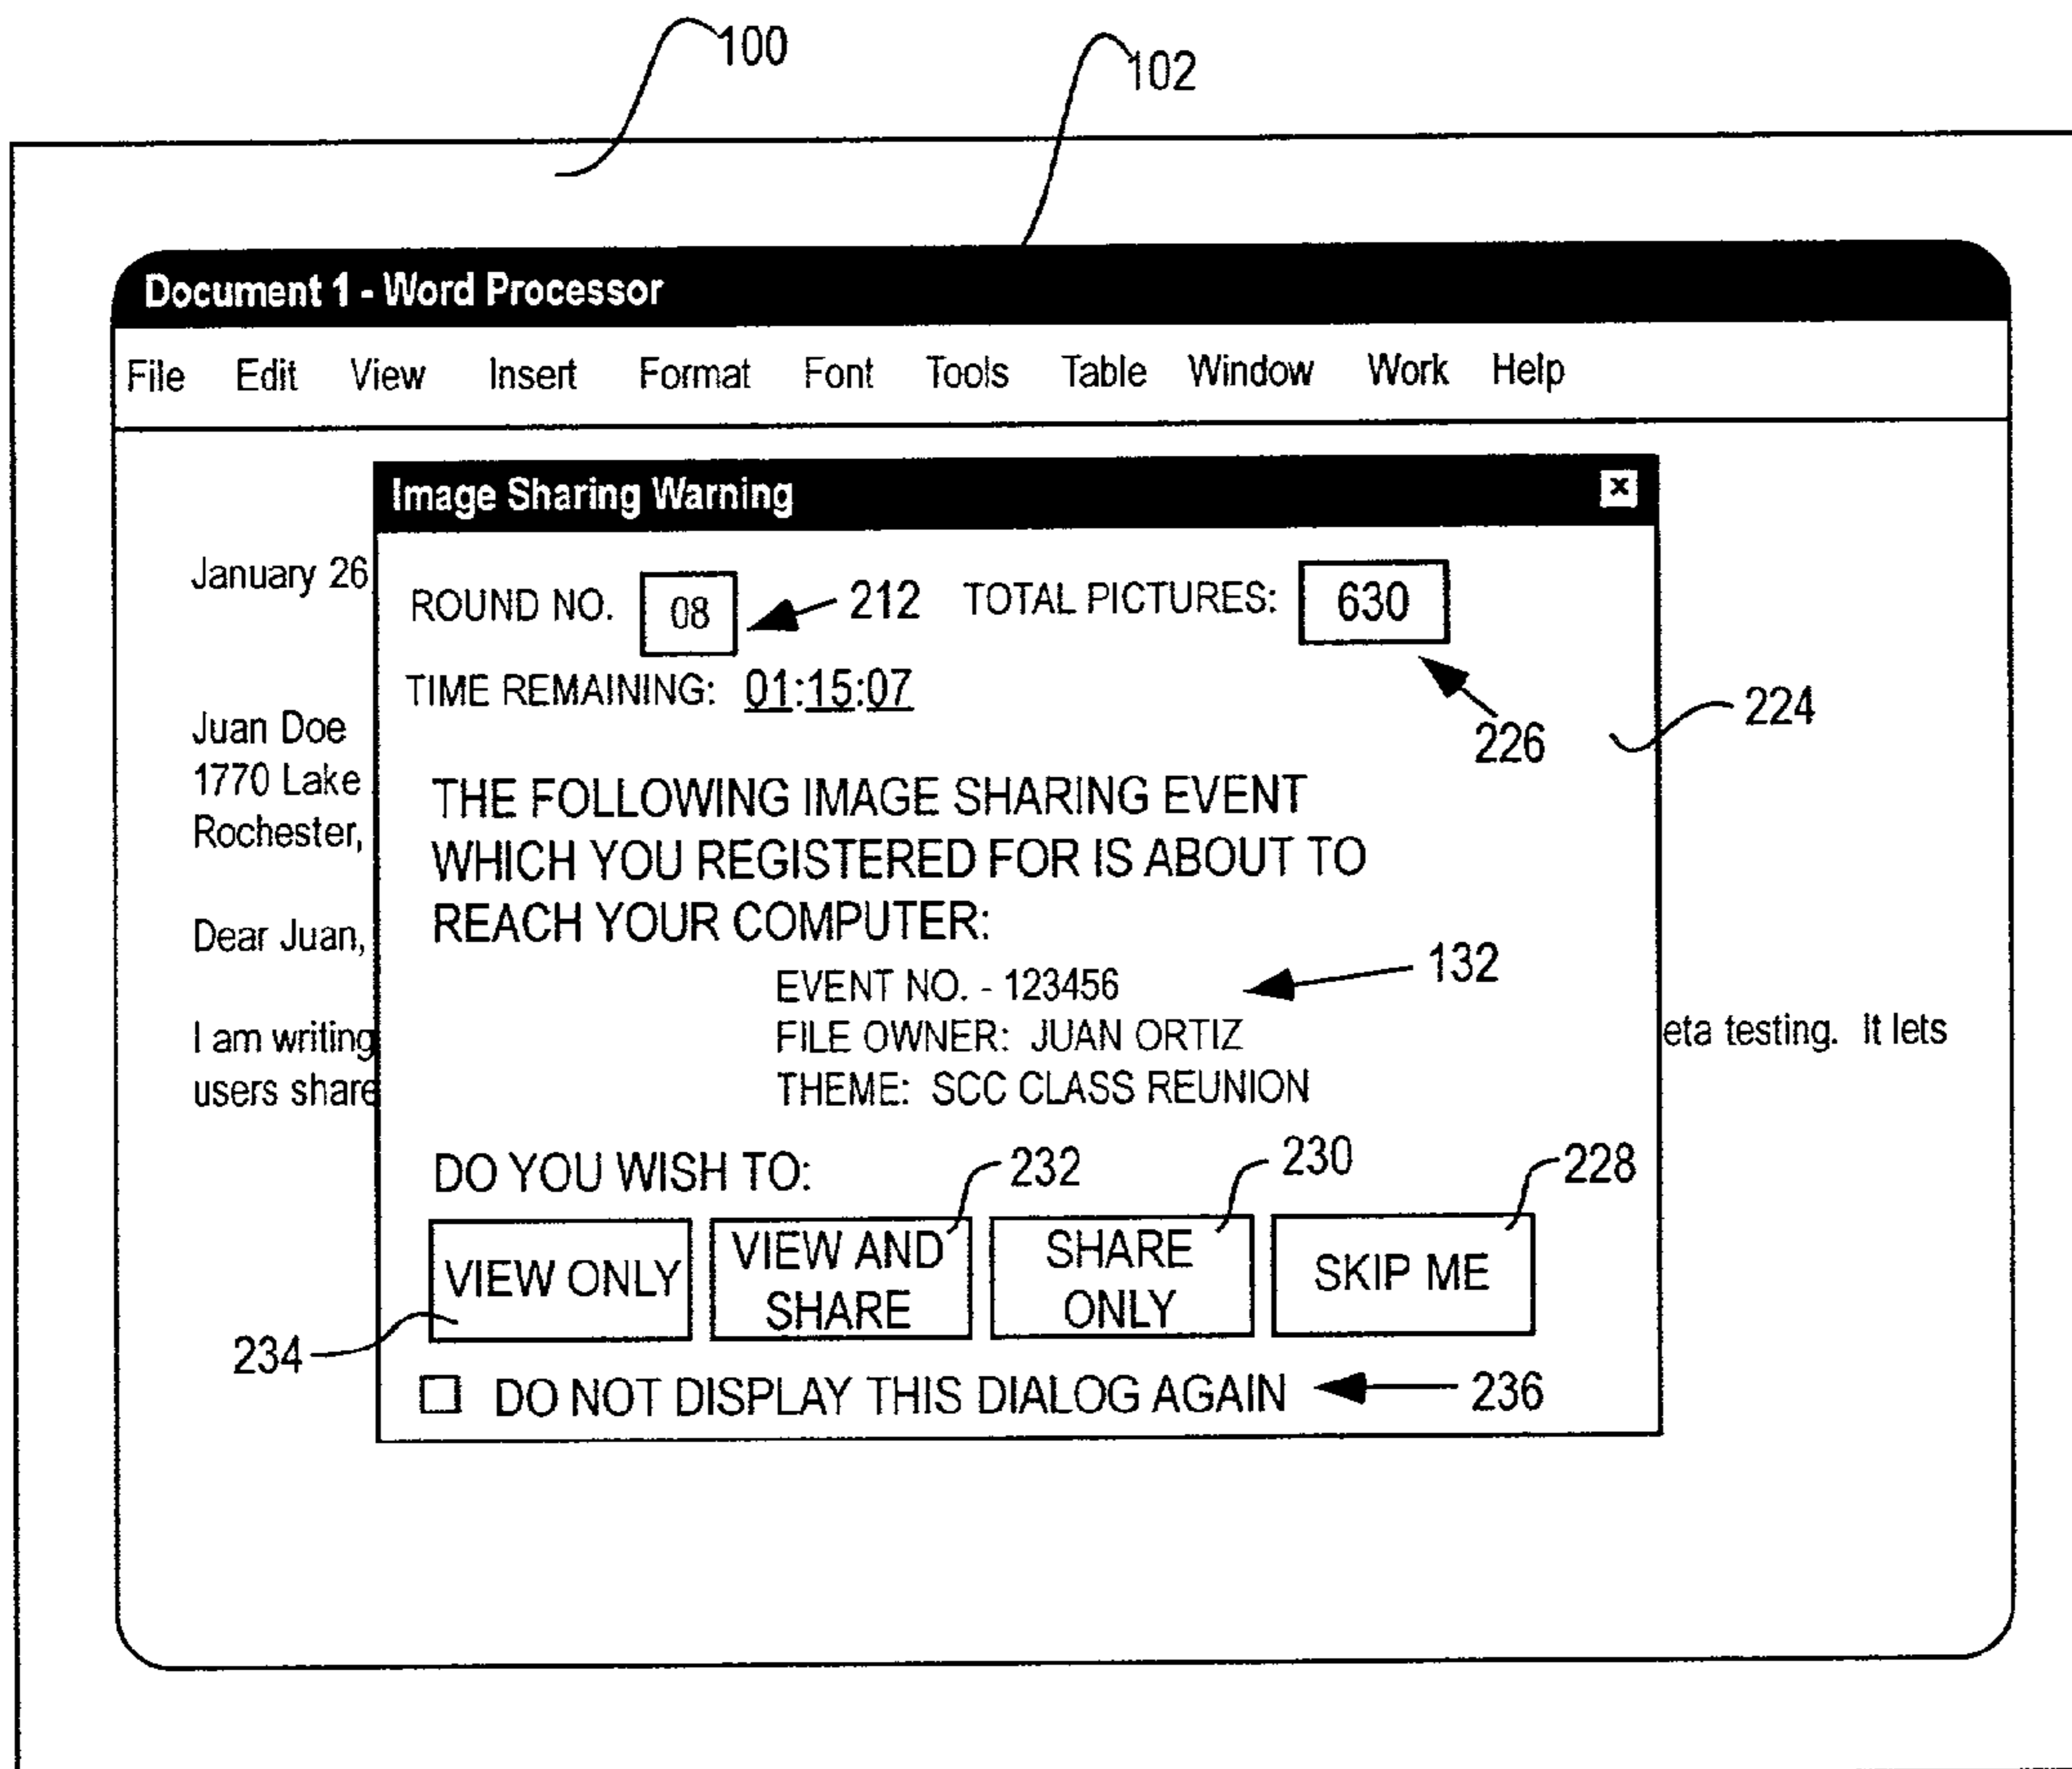 100
102
Document 1 - Word Processor
File Edit View Insert Format Font Tools Table Window Work Help
Image Sharing Warning
January 26
ROUND NO. 08 212 TOTAL PICTURES: 630
TIME REMAINING: 01:15:07
226
224
Juan Doe
1770 Lake
Rochester,
THE FOLLOWING IMAGE SHARING EVENT
WHICH YOU REGISTERED FOR IS ABOUT TO
REACH YOUR COMPUTER:
Dear Juan,
EVENT NO. - 123456
132
FILE OWNER: JUAN ORTIZ
THEME: SCC CLASS REUNION
I am writing
eta testing. It lets
users share
DO YOU WISH TO:
232
230
228
VIEW ONLY
VIEW AND
SHARE
SHARE
ONLY
SKIP ME
234
DO NOT DISPLAY THIS DIALOG AGAIN
236